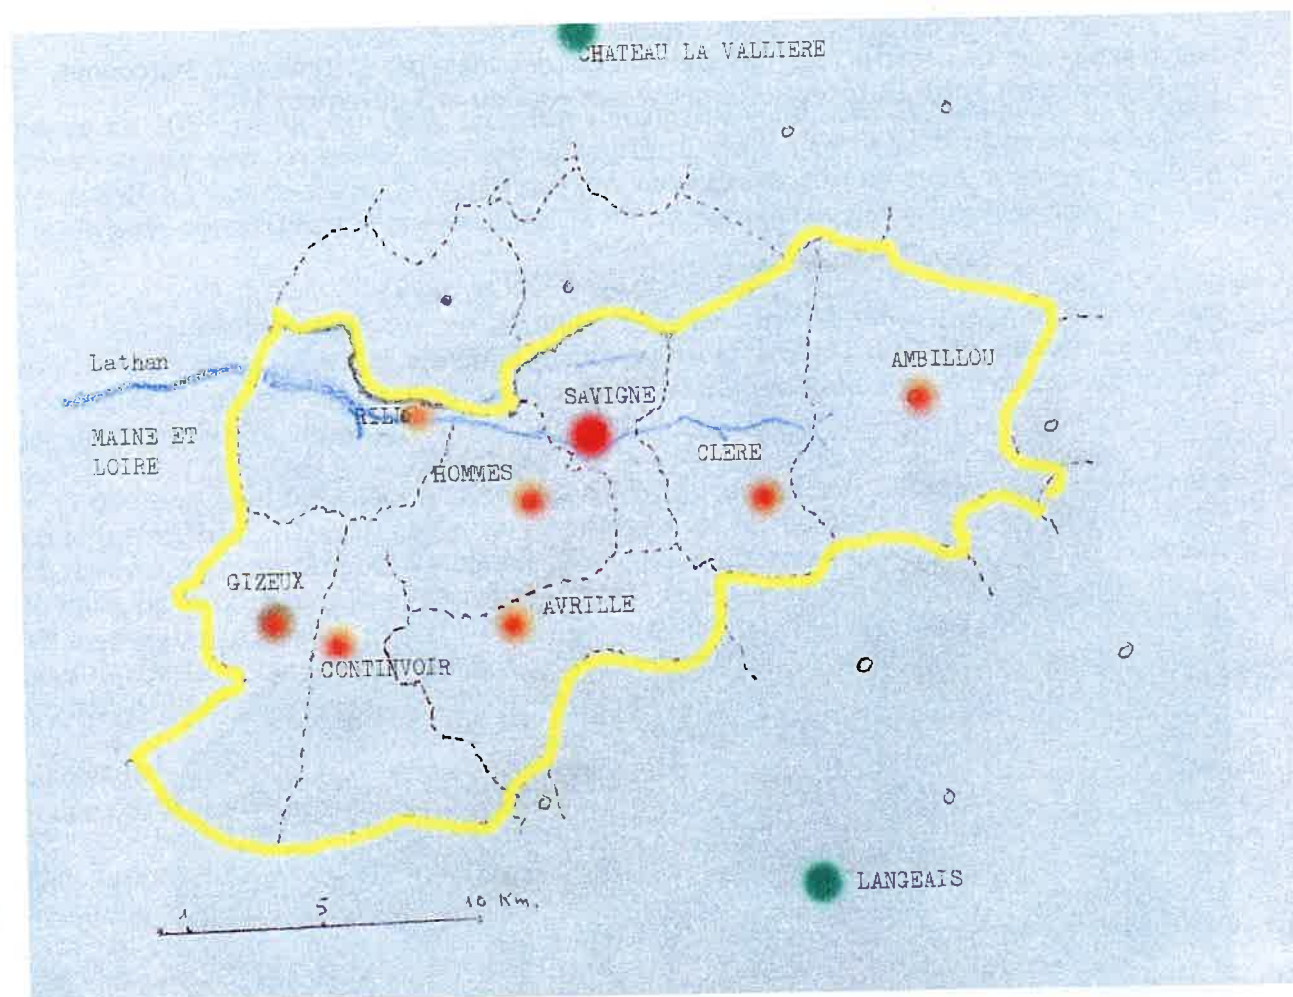 CHATEAU LA VALLIERE
Lathan
AMBILLOU
SAVIGNE
MAINE ET
LOIRE
CLERE
HOMMES
GIZEUX
AVRILLE
CONTINVOIR
LANGEAIS
1 5 10 Km.